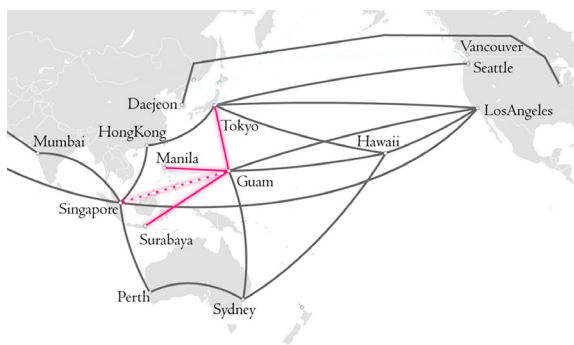 Vancouver
Seattle
Daejeon
LosAngeles
Tokyo
HongKong
Mumbai
Hawaii
Manila
Guam
Singapore
Surabaya
Perth
Sydney